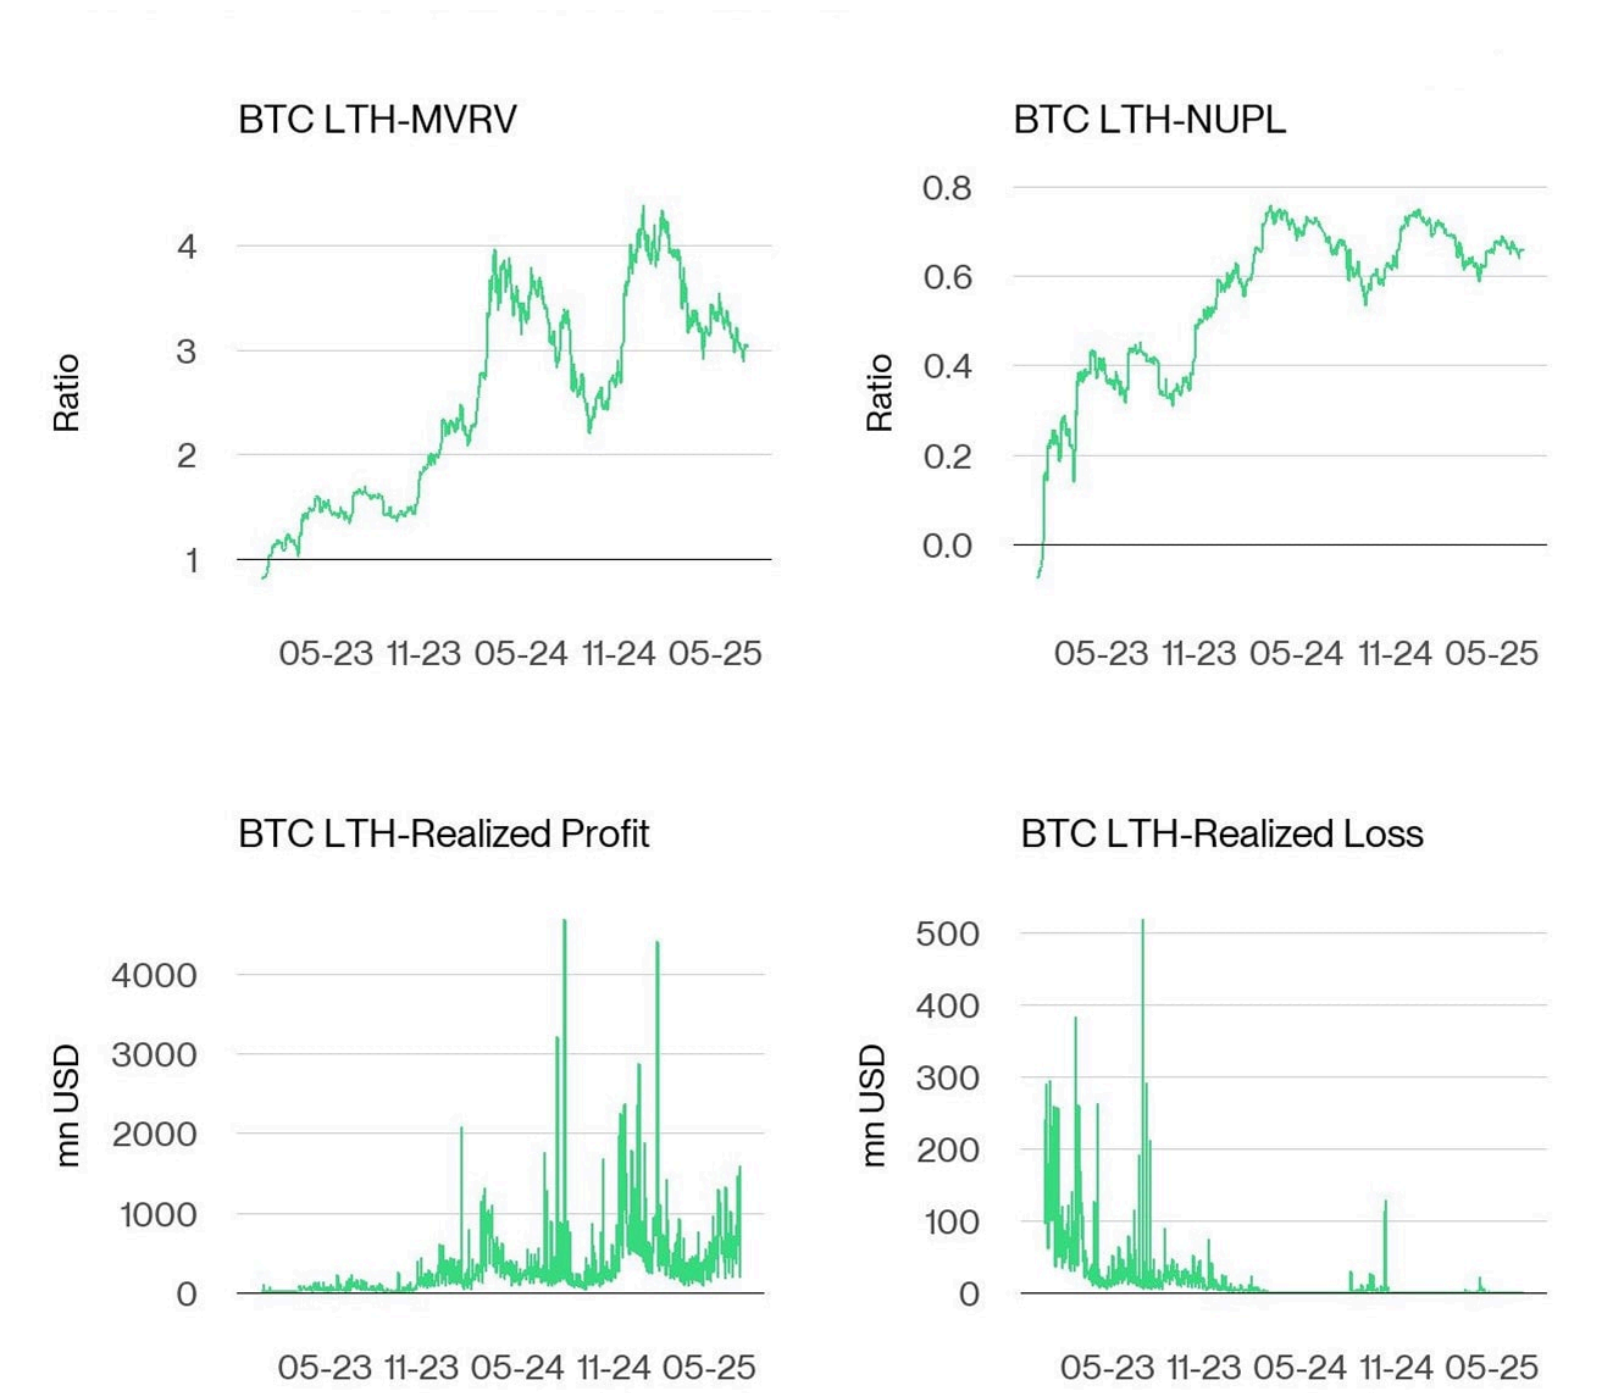 BTC LTH-MVRV
Ratio
4
3
2
1
05-23 11-23 05-24 11-24 05-25
BTC LTH-NUPL
Ratio
0.8
0.6
0.4
0.2
0.0
05-23 11-23 05-24 11-24 05-25
BTC LTH-Realized Profit
mn USD
4000
3000
2000
1000
0
05-23 11-23 05-24 11-24 05-25
BTC LTH-Realized Loss
mn USD
500
400
300
200
100
0
05-23 11-23 05-24 11-24 05-25